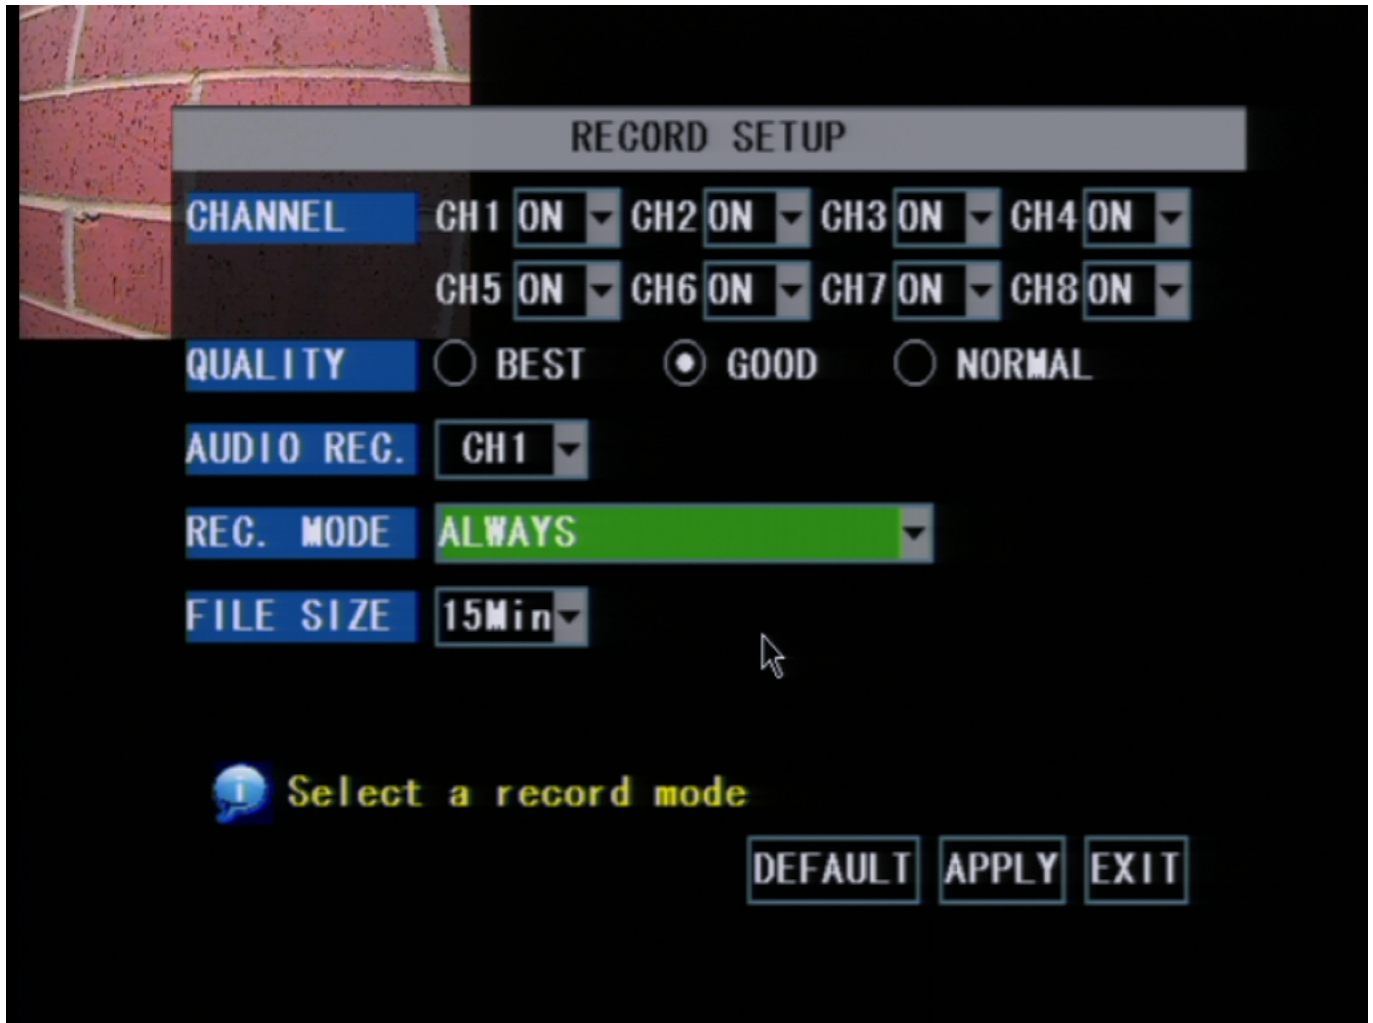 RECORD SETUP
CHANNEL CH1 ON CH2 ON CH3 ON CH4 ON
CH5 ON CH6 ON CH7 ON CH8 ON
QUALITY BEST GOOD NORMAL
AUDIO REC. CH1
REC. MODE ALWAYS
FILE SIZE 15Min
i Select a record mode
DEFAULT APPLY EXIT